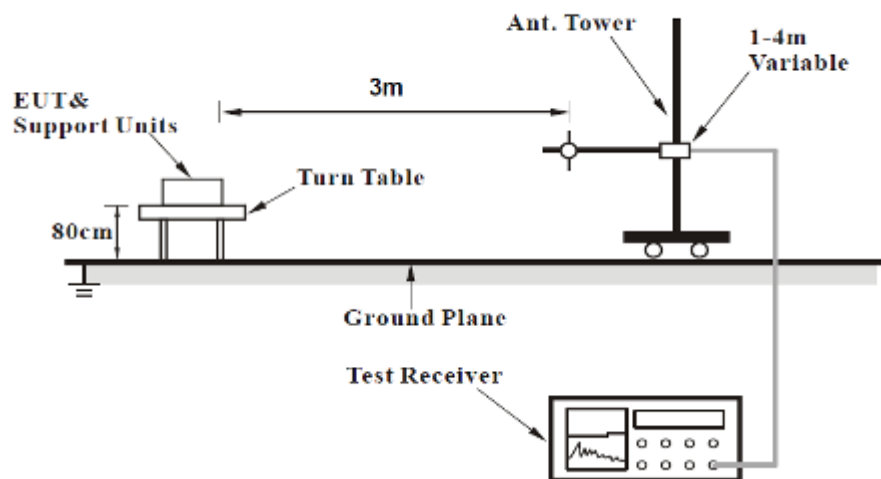 Ant. Tower
1-4m
Variable
3m
EUT&
Support Units
Turn Table
80cm
Ground Plane
Test Receiver